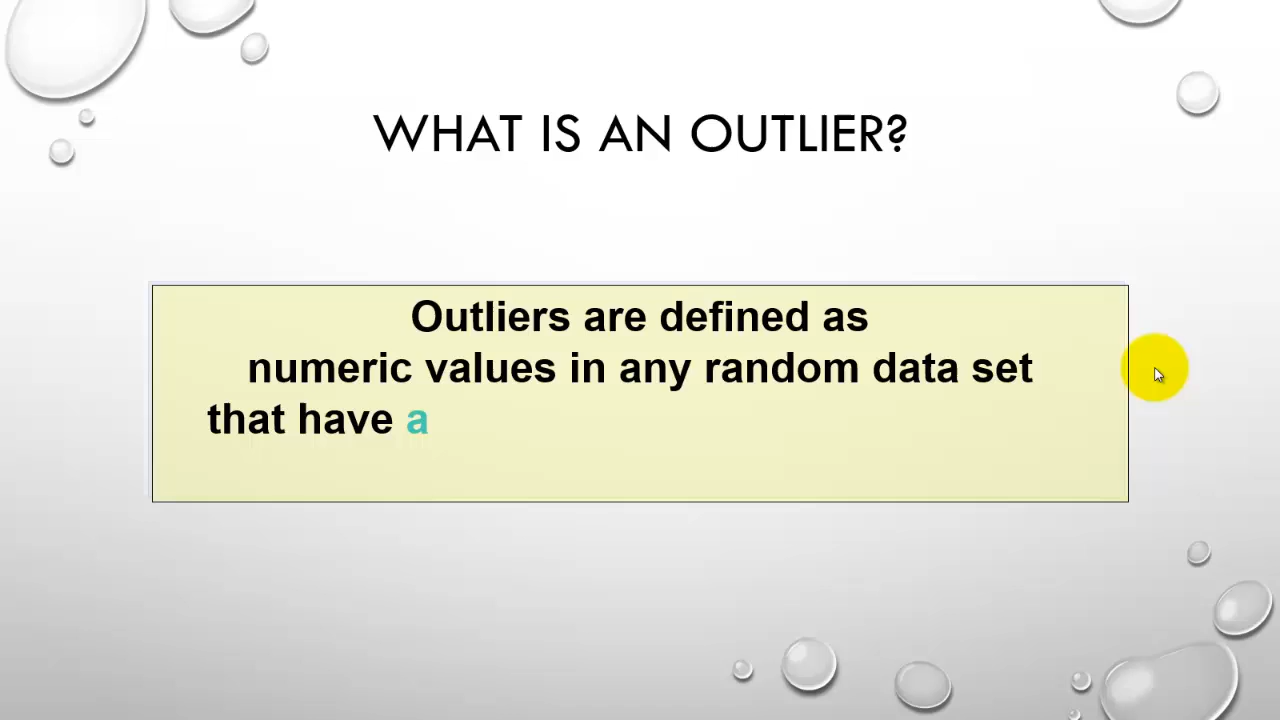 WHAT IS AN OUTLIER?
Outliers are defined as
numeric values in any random data set
that have a